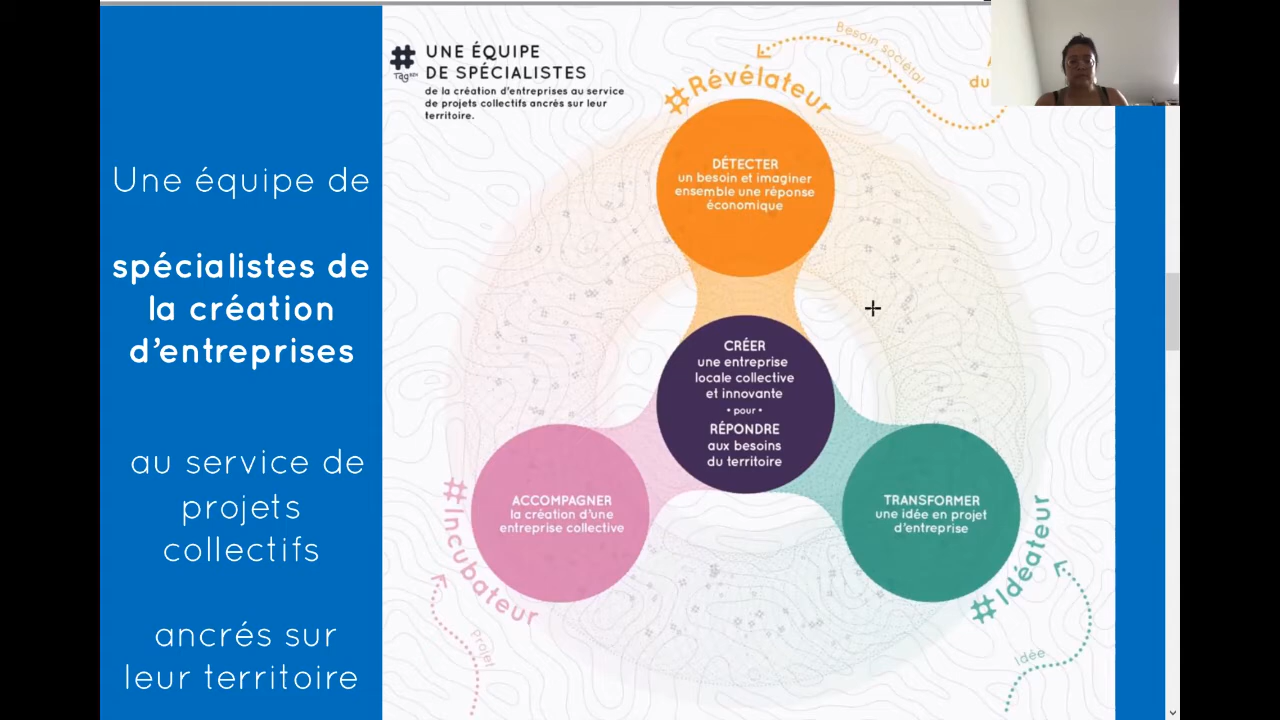 Une équipe de
spécialistes de
la création
d'entreprises
au service de
projets
collectifs
ancrés sur
leur territoire
#
UNE ÉQUIPE
DE SPÉCIALISTES
de la création d'entreprises au service
de projets collectifs ancrés sur leur
territoire.
Besoin sociétal
du
#Révélateur
DÉTECTER
un besoin et imaginer
ensemble une réponse
économique
CRÉER
une entreprise
locale collective
et innovante
• pour •
RÉPONDRE
aux besoins
du territoire
ACCOMPAGNER
la création d'une
entreprise collective
#Incubateur
Projet
TRANSFORMER
une idée en projet
d'entreprise
#Idéateur
Idée